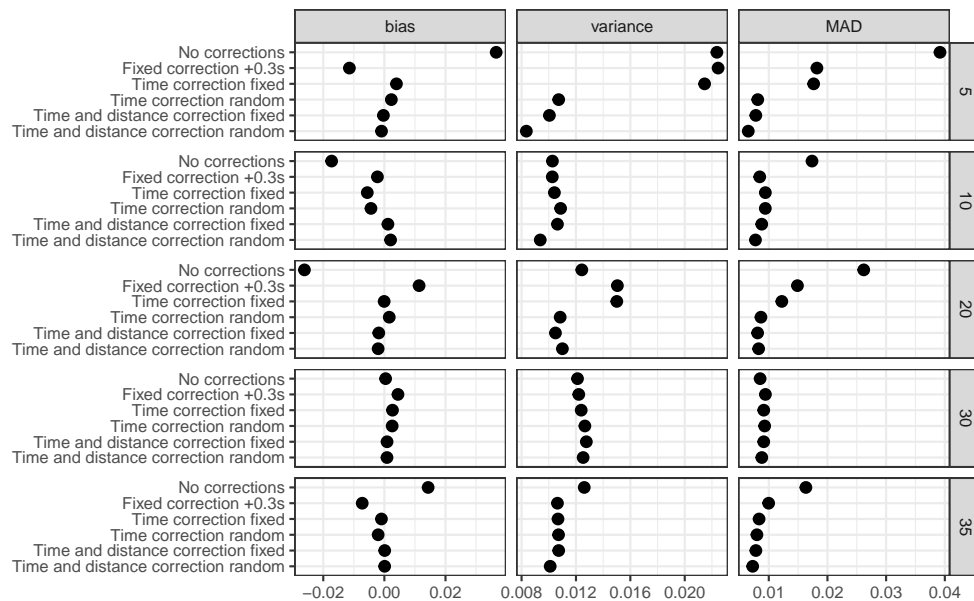 bias variance MAD
No corrections
Fixed correction +0.3s
Time correction fixed
Time correction random
Time and distance correction fixed
Time and distance correction random
5
No corrections
Fixed correction +0.3s
Time correction fixed
Time correction random
Time and distance correction fixed
Time and distance correction random
10
No corrections
Fixed correction +0.3s
Time correction fixed
Time correction random
Time and distance correction fixed
Time and distance correction random
20
No corrections
Fixed correction +0.3s
Time correction fixed
Time correction random
Time and distance correction fixed
Time and distance correction random
30
No corrections
Fixed correction +0.3s
Time correction fixed
Time correction random
Time and distance correction fixed
Time and distance correction random
35
−0.02 0.00 0.02 0.008 0.012 0.016 0.020 0.01 0.02 0.03 0.04